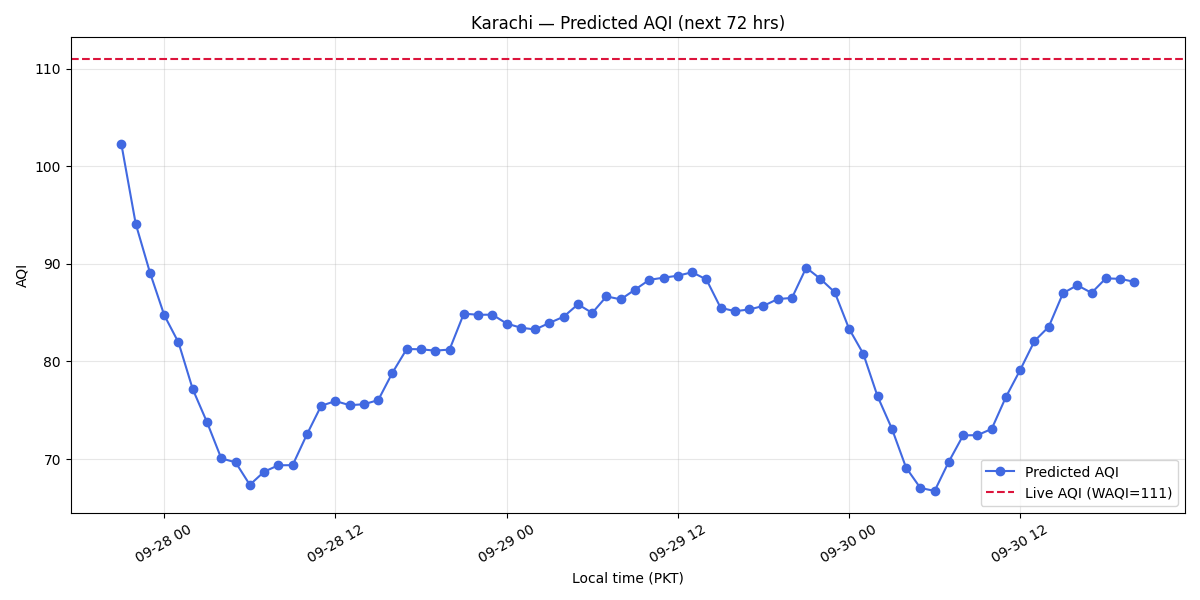 Karachi — Predicted AQI (next 72 hrs)
AQI
110
100
90
80
70
Predicted AQI
Live AQI (WAQI=111)
09-28 00
09-28 12
09-29 00
09-29 12
09-30 00
09-30 12
Local time (PKT)